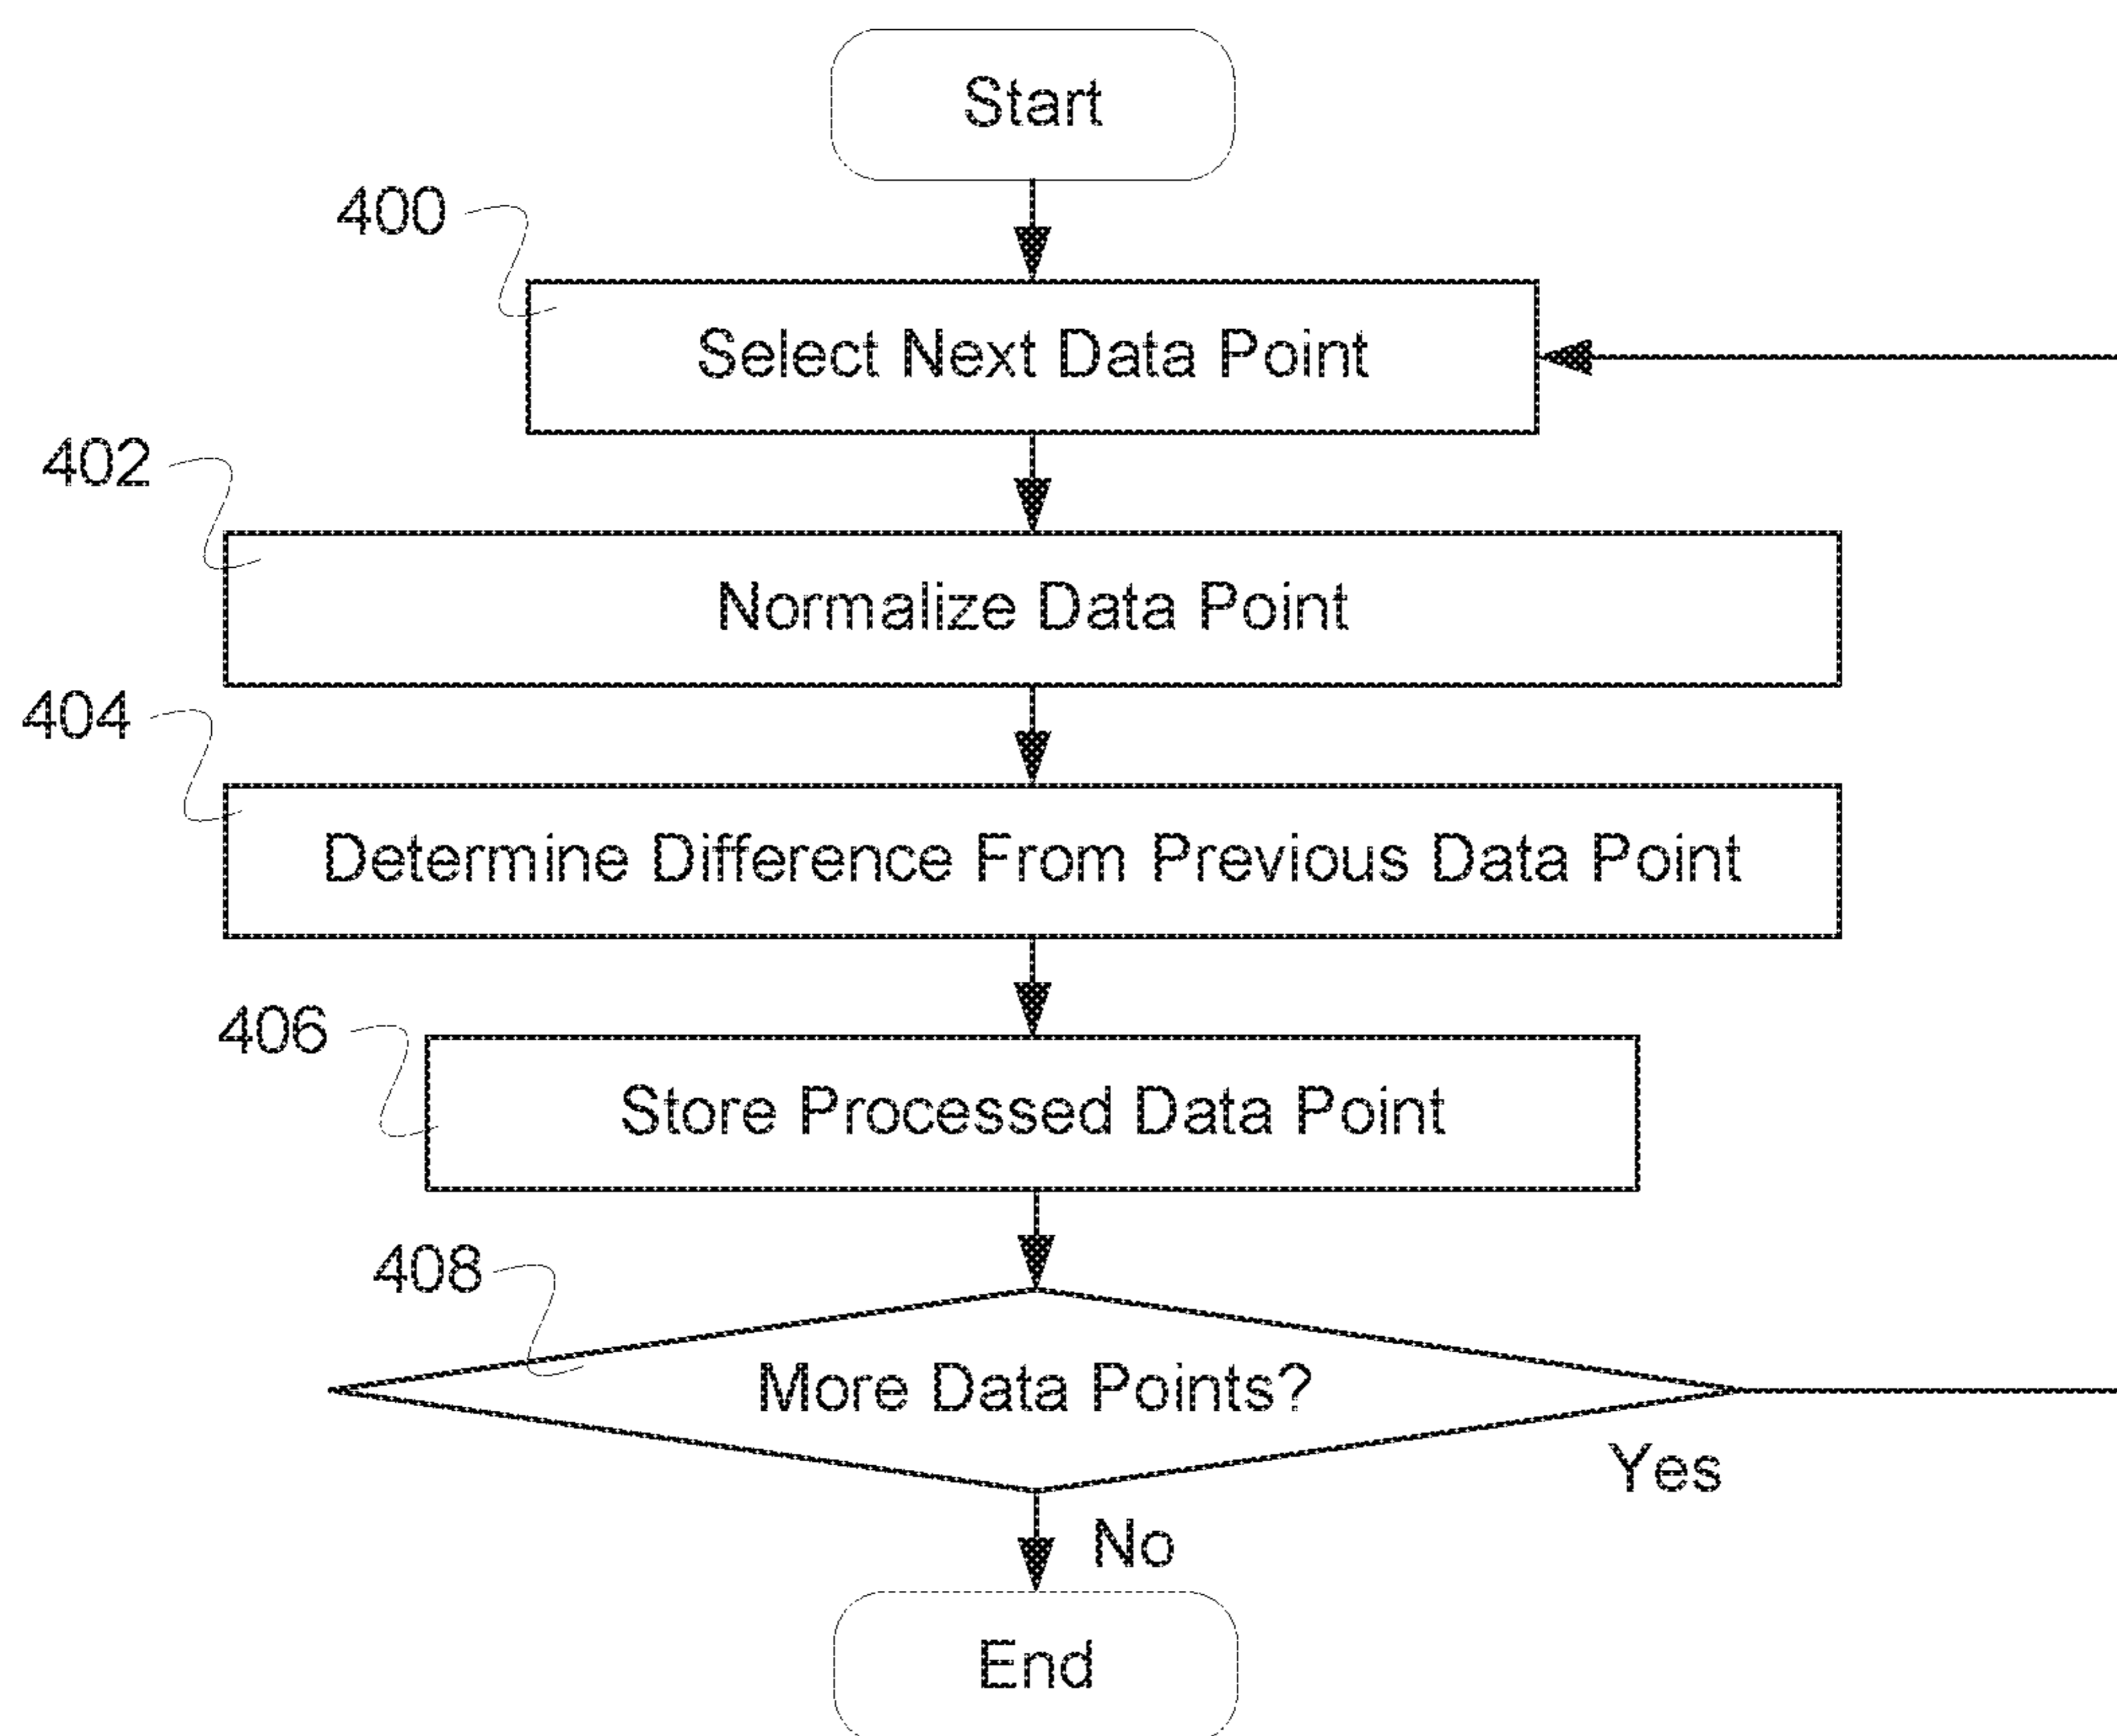 Start
400
Select Next Data Point
402
Normalize Data Point
404
Determine Difference From Previous Data Point
406
Store Processed Data Point
408
More Data Points?
Yes
No
End